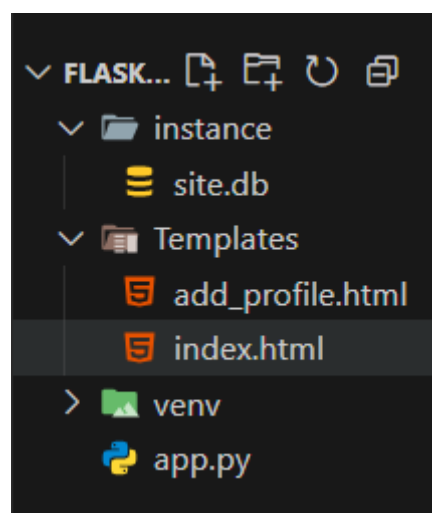 FLASK...
instance
site.db
Templates
add_profile.html
index.html
venv
app.py